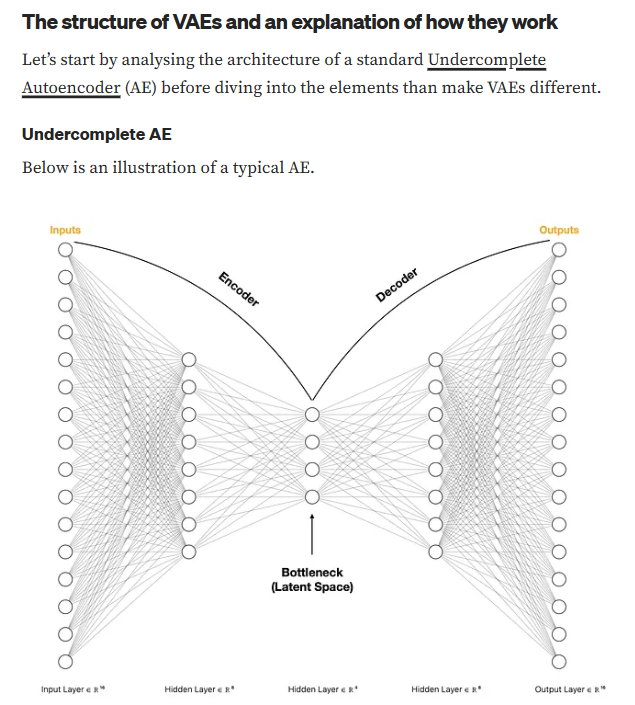 The structure of VAEs and an explanation of how they work
Let’s start by analysing the architecture of a standard Undercomplete
Autoencoder (AE) before diving into the elements than make VAEs different.
Undercomplete AE
Below is an illustration of a typical AE.
Inputs
Outputs
Encoder
Decoder
Bottleneck
(Latent Space)
Input Layer ∈ ℝ¹⁶
Hidden Layer ∈ ℝ⁸
Hidden Layer ∈ ℝ⁴
Hidden Layer ∈ ℝ⁸
Output Layer ∈ ℝ¹⁶